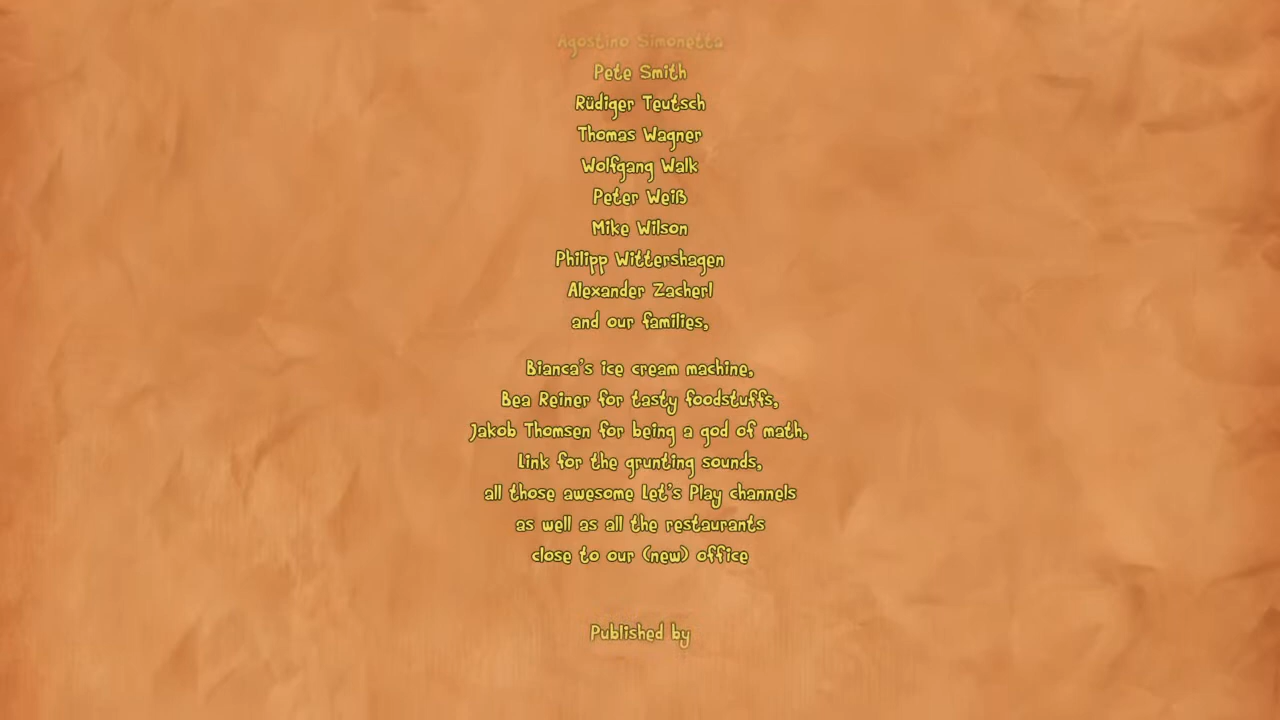 Agostino Simonetta
Pete Smith
Rüdiger Teutsch
Thomas Wagner
Wolfgang Walk
Peter Weiß
Mike Wilson
Philipp Wittershagen
Alexander Zacherl
and our families,
Bianca's ice cream machine,
Bea Reiner for tasty foodstuffs,
Jakob Thomsen for being a god of math,
Link for the grunting sounds,
all those awesome Let's Play channels
as well as all the restaurants
close to our (new) office
Published by